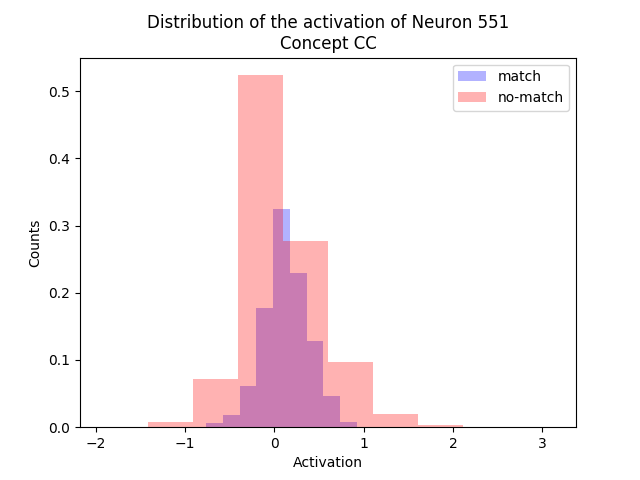 Distribution of the activation of Neuron 551
Concept CC
match
no-match
Counts
0.5
0.4
0.3
0.2
0.1
0.0
−2
−1
0
1
2
3
Activation